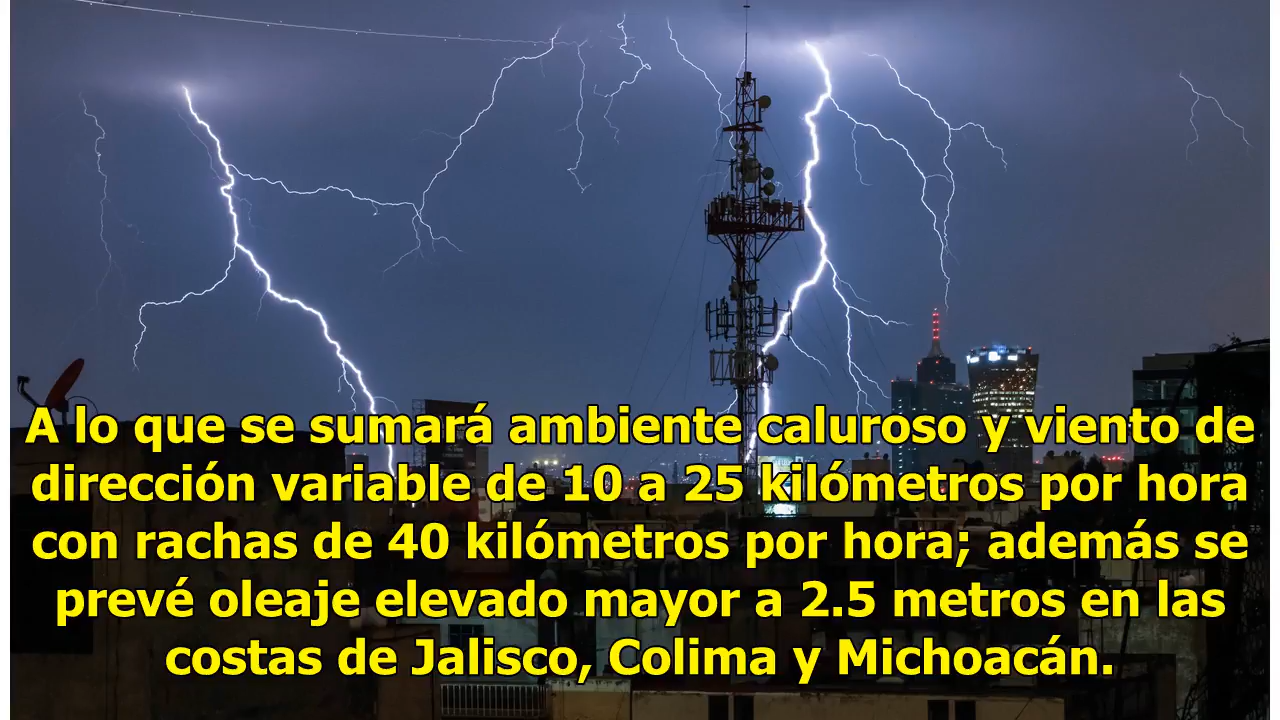 A lo que se sumará ambiente caluroso y viento de
dirección variable de 10 a 25 kilómetros por hora
con rachas de 40 kilómetros por hora; además se
prevé oleaje elevado mayor a 2.5 metros en las
costas de Jalisco, Colima y Michoacán.